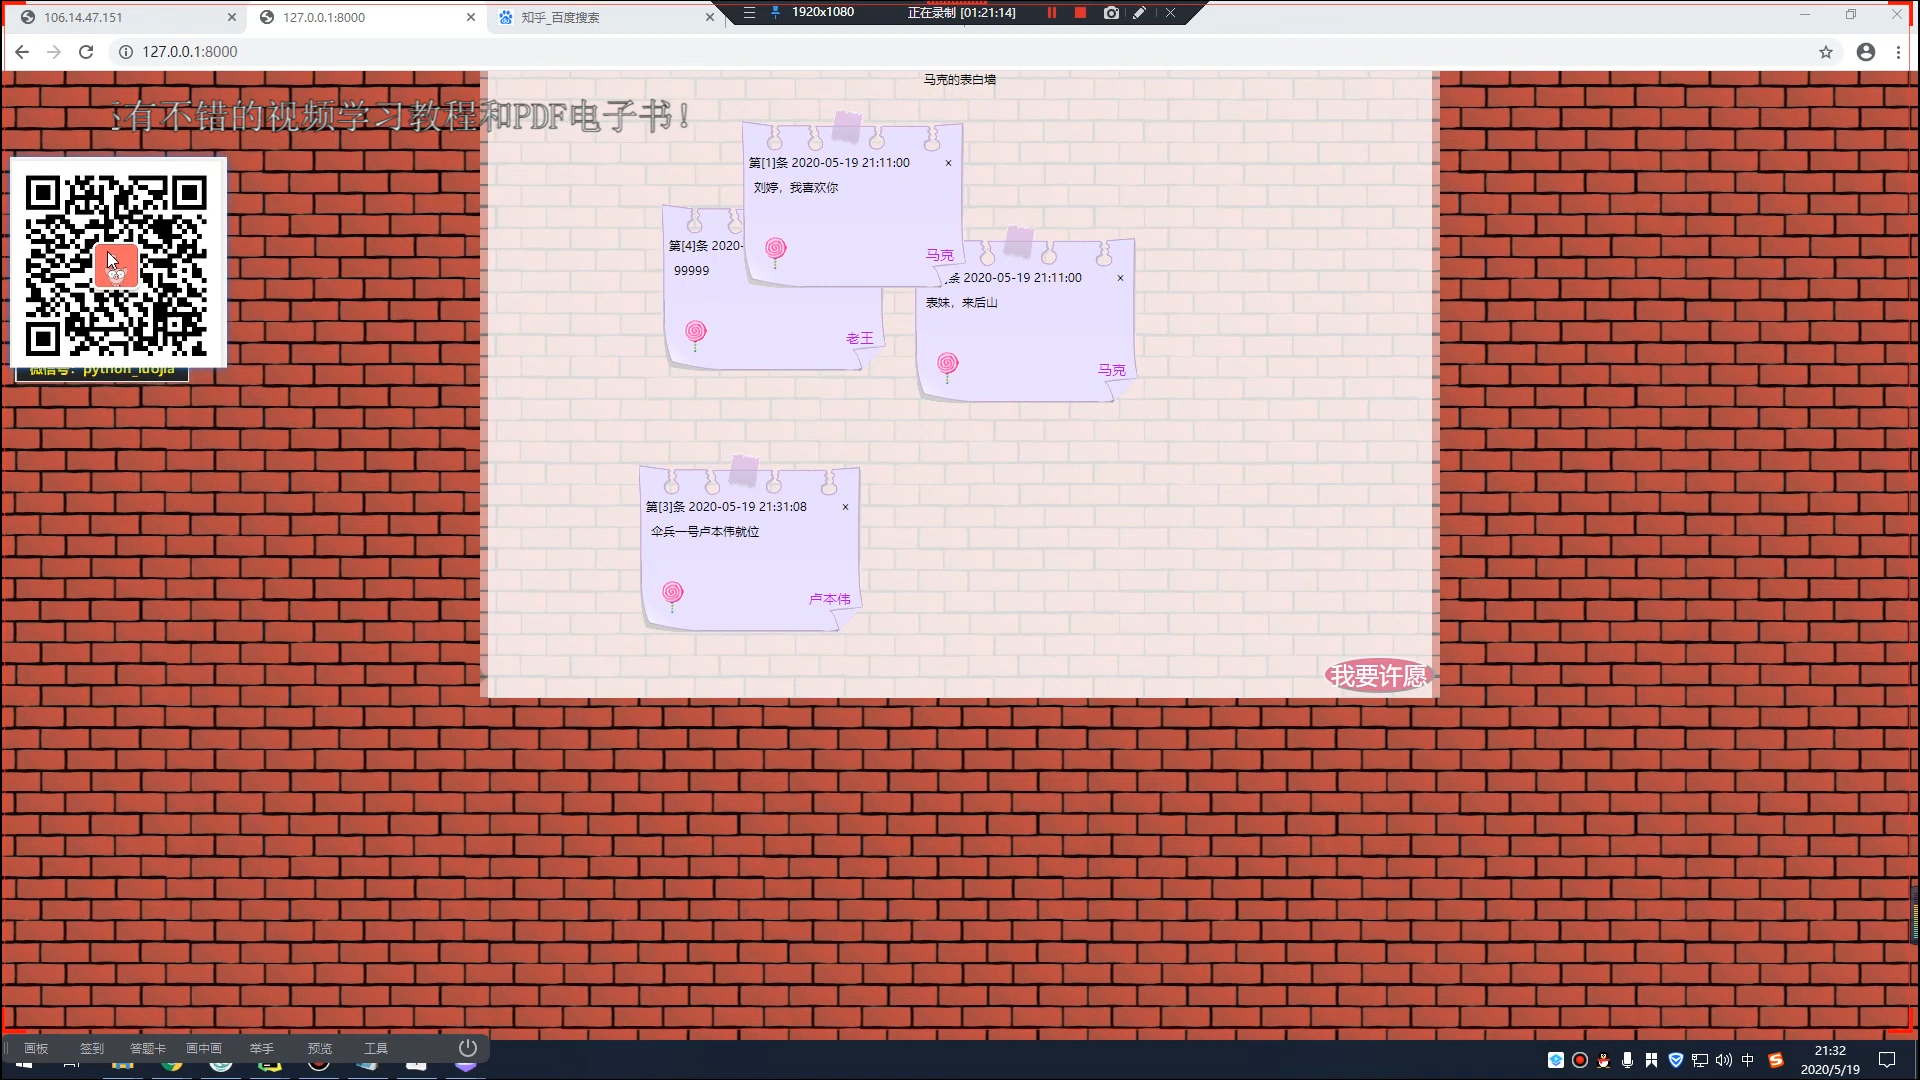 106.14.47.151
127.0.0.1:8000
知乎_百度搜索
1920x1080
正在录制 [01:21:14]
127.0.0.1:8000
马克的表白墙
有不错的视频学习教程和PDF电子书！
第[1]条 2020-05-19 21:11:00 ×
刘婷，我喜欢你
马克
第[4]条 2020-
99999
老王
条 2020-05-19 21:11:00 ×
表妹，来后山
马克
微信号：python_luojia
第[3]条 2020-05-19 21:31:08 ×
伞兵一号卢本伟就位
卢本伟
我要许愿
画板 签到 答题卡 画中画 举手 预览 工具
中
21:32
2020/5/19